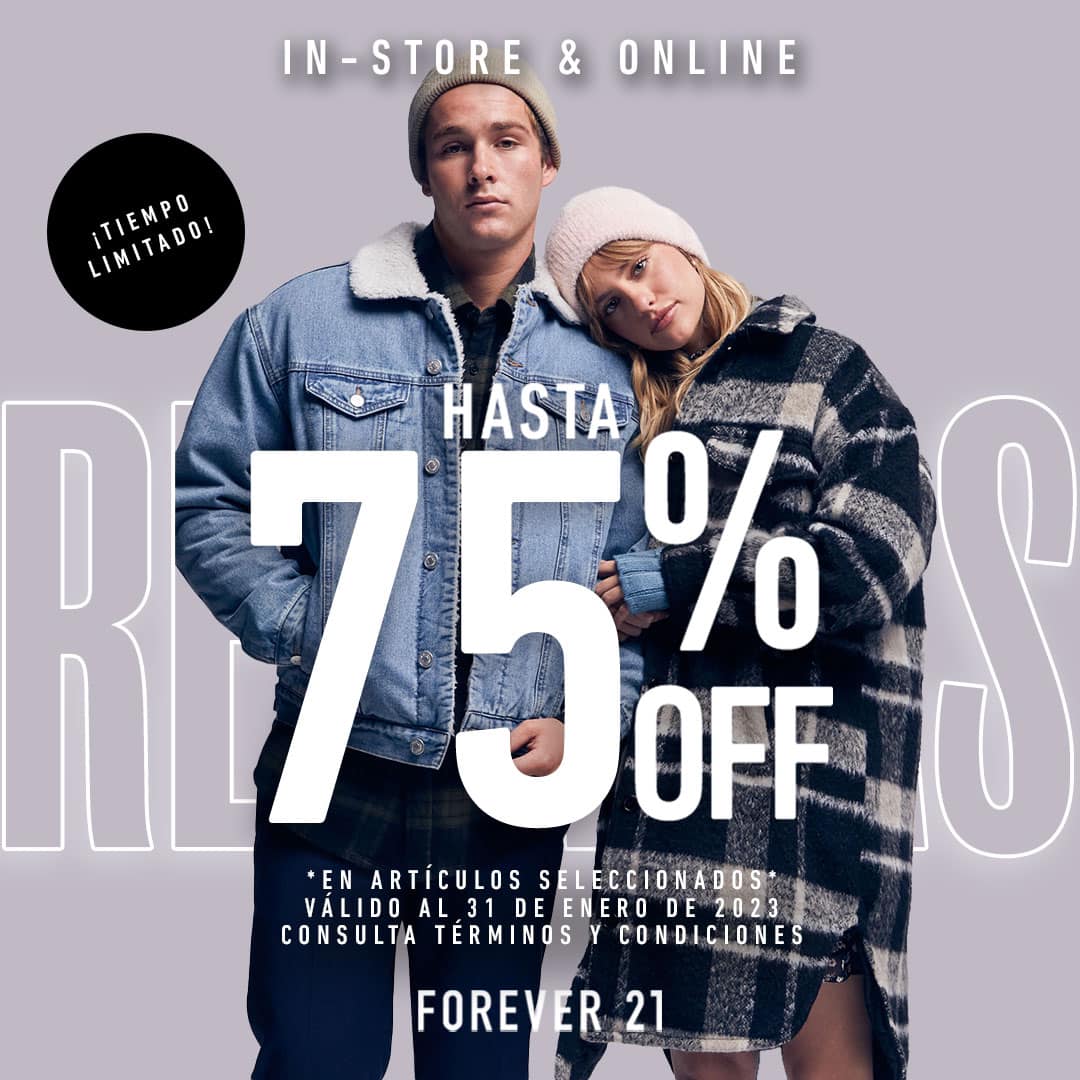 IN-STORE & ONLINE
¡TIEMPO
LIMITADO!
HASTA
75%
OFF
*EN ARTÍCULOS SELECCIONADOS*
VÁLIDO AL 31 DE ENERO DE 2023
CONSULTA TÉRMINOS Y CONDICIONES
FOREVER 21